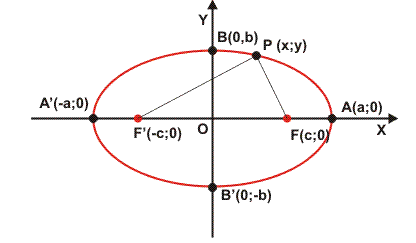 Y
B(0,b)
P (x;y)
A’(-a;0)
A(a;0)
F’(-c;0)
O
F(c;0)
X
B’(0;-b)